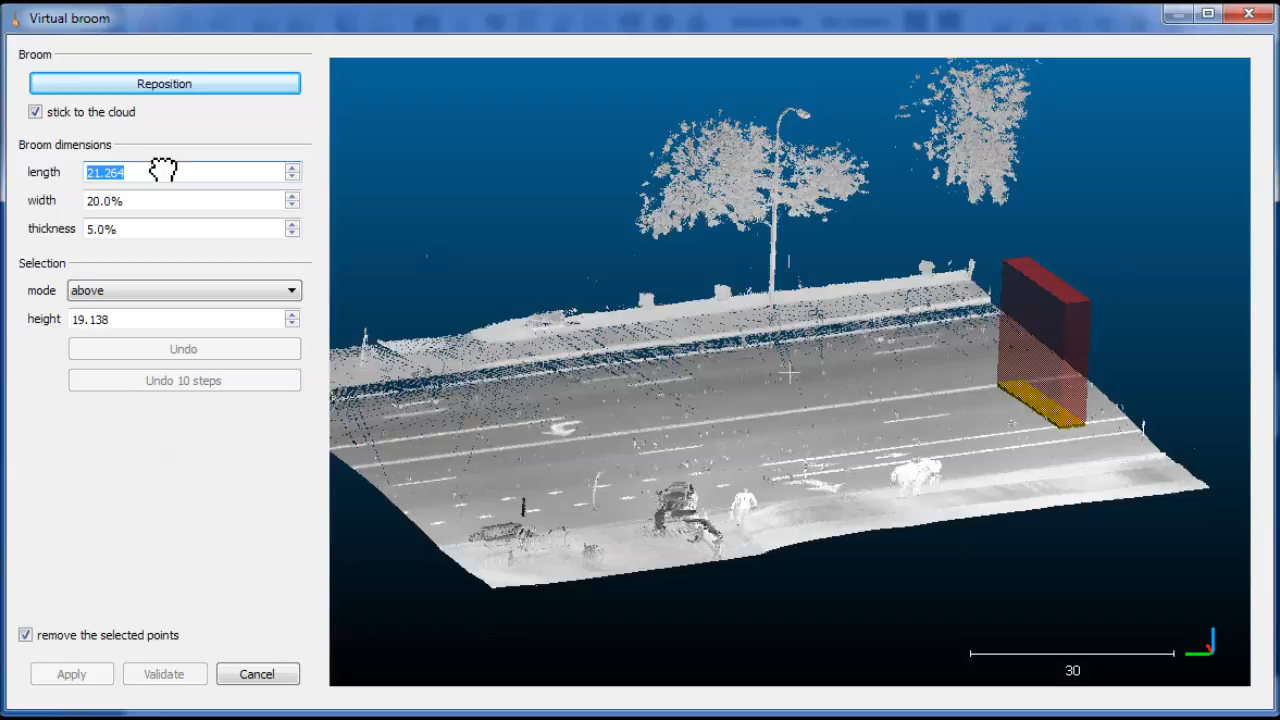 Virtual broom
Broom
Reposition
stick to the cloud
Broom dimensions
length 21.264
width 20.0%
thickness 5.0%
Selection
mode above
height 19.138
Undo
Undo 10 steps
remove the selected points
Apply Validate Cancel
30